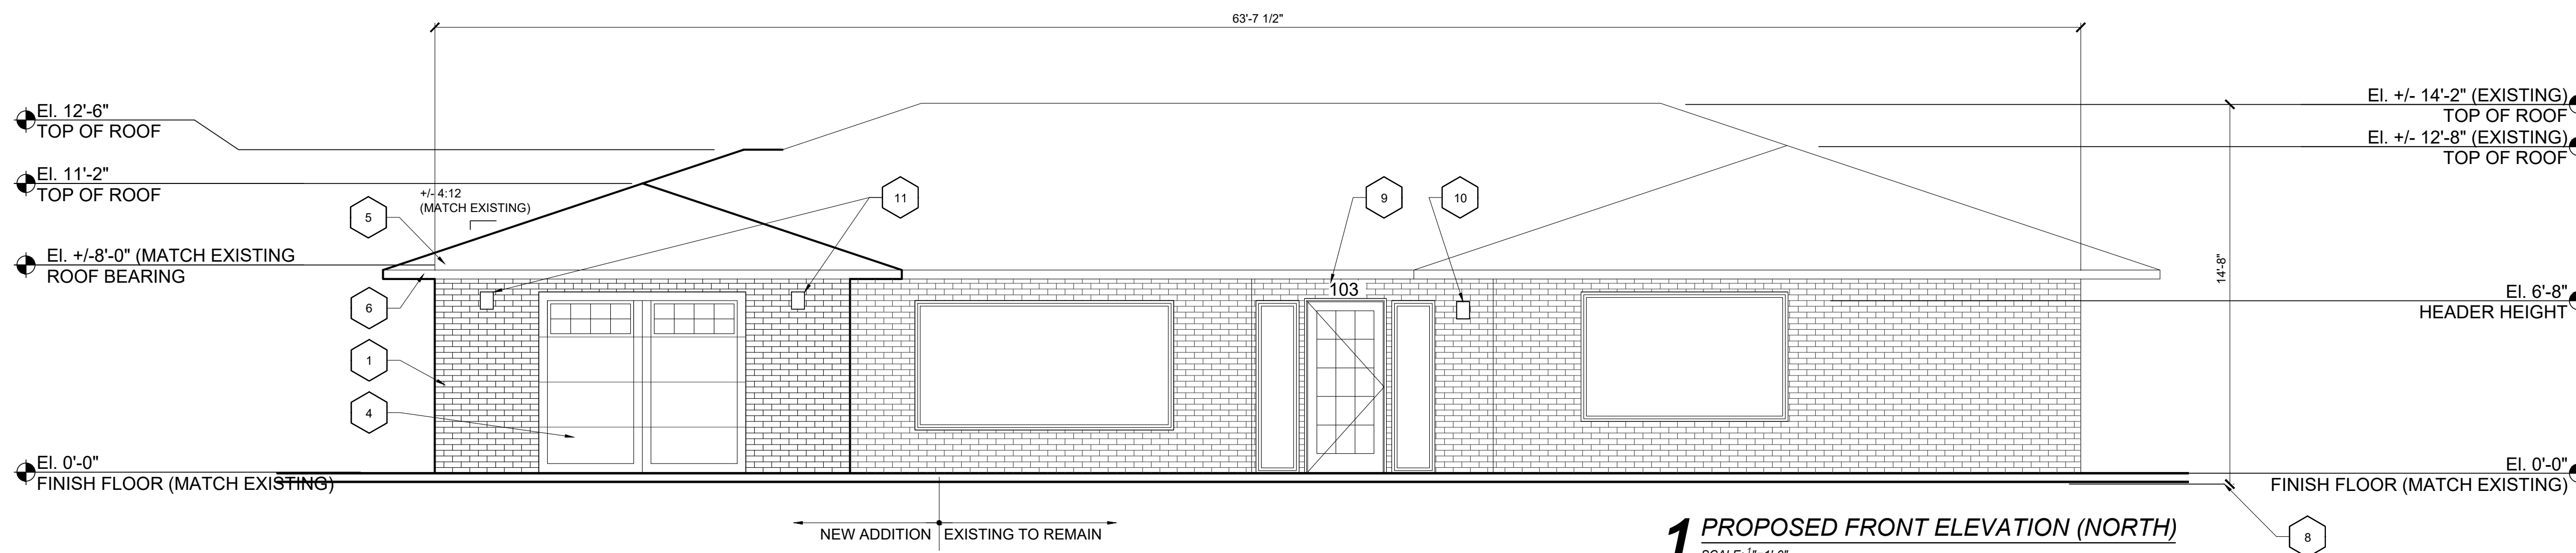 63'-7 1/2"
El. 12'-6"
TOP OF ROOF
El. 11'-2"
TOP OF ROOF
+/- 4:12
(MATCH EXISTING)
El. +/-8'-0" (MATCH EXISTING
ROOF BEARING
El. 0'-0"
FINISH FLOOR (MATCH EXISTING)
5
6
1
4
11
9
10
103
El. +/- 14'-2" (EXISTING)
TOP OF ROOF
El. +/- 12'-8" (EXISTING)
TOP OF ROOF
14'-8"
El. 6'-8"
HEADER HEIGHT
El. 0'-0"
FINISH FLOOR (MATCH EXISTING)
8
NEW ADDITION EXISTING TO REMAIN
1 PROPOSED FRONT ELEVATION (NORTH)